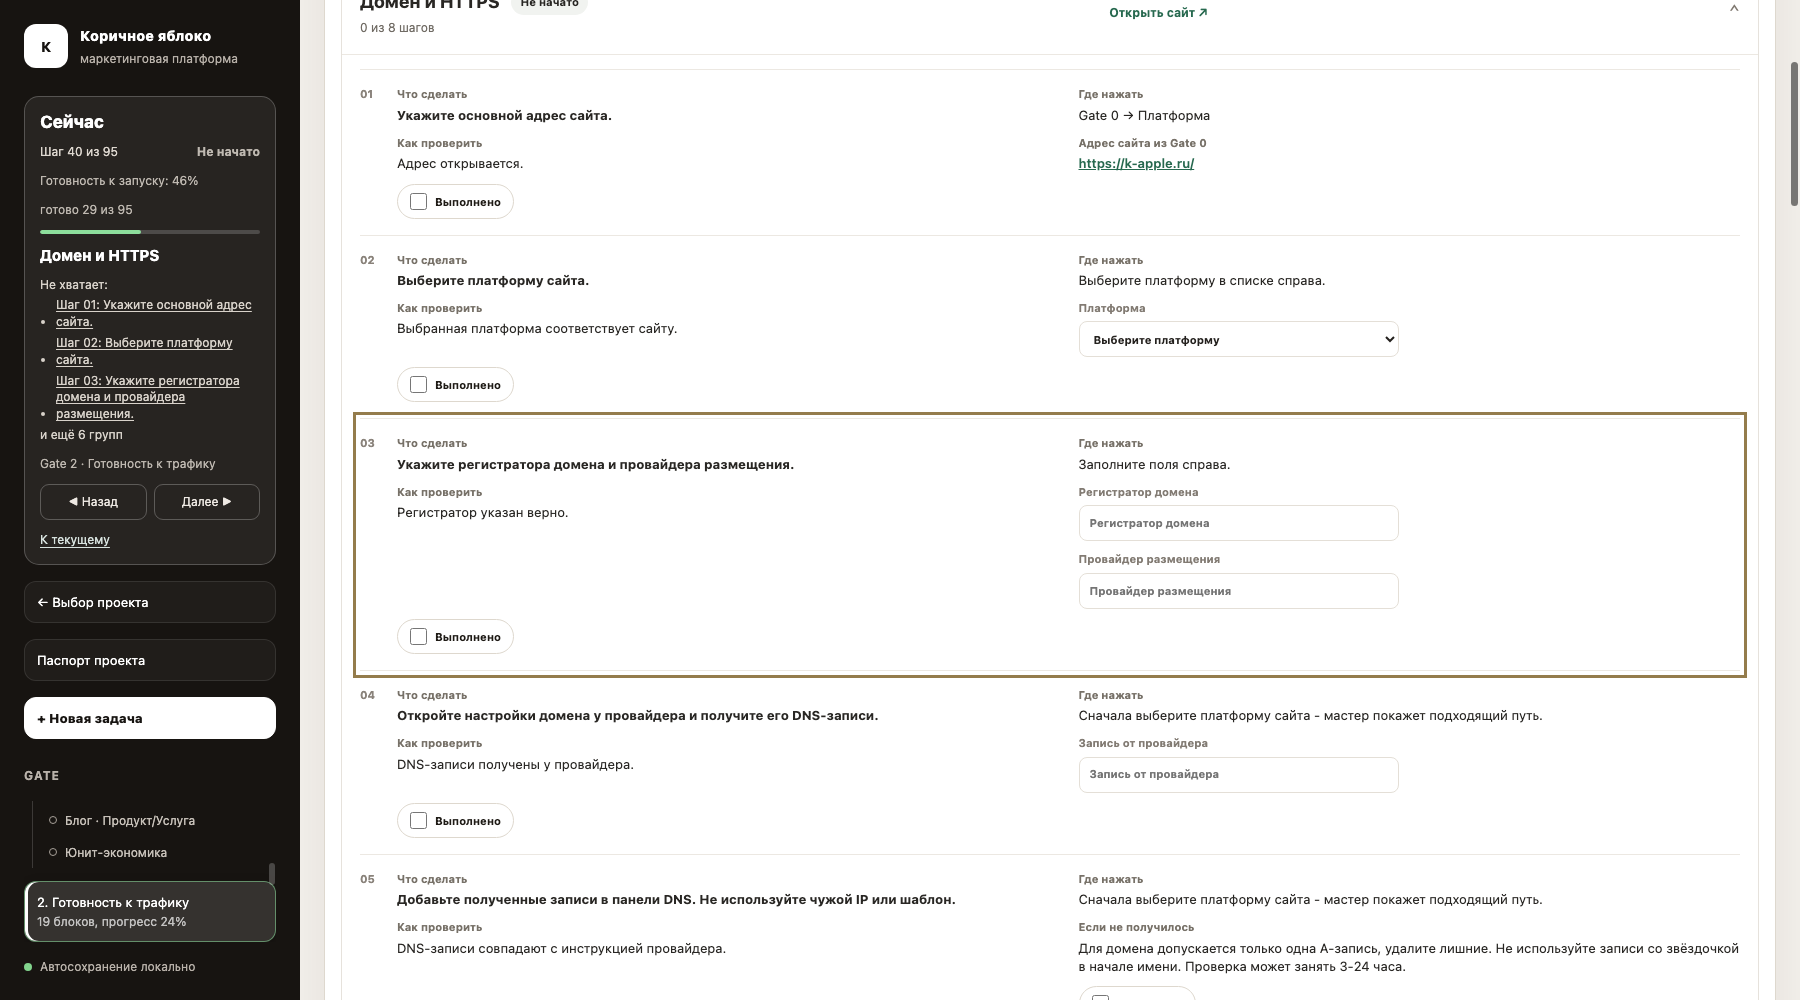 К
Коричное яблоко
маркетинговая платформа
Сейчас
Шаг 40 из 95
Не начато
Готовность к запуску: 46%
готово 29 из 95
Домен и HTTPS
Не хватает:
• Шаг 01: Укажите основной адрес
сайта.
• Шаг 02: Выберите платформу
сайта.
• Шаг 03: Укажите регистратора
домена и провайдера
размещения.
и ещё 6 групп
Gate 2 · Готовность к трафику
◀ Назад
Далее ▶
К текущему
← Выбор проекта
Паспорт проекта
+ Новая задача
GATE
Блог · Продукт/Услуга
Юнит-экономика
2. Готовность к трафику
19 блоков, прогресс 24%
Автосохранение локально
Домен и HTTPS
Не начато
0 из 8 шагов
Открыть сайт ↗
01
Что сделать
Укажите основной адрес сайта.
Как проверить
Адрес открывается.
Выполнено
Где нажать
Gate 0 → Платформа
Адрес сайта из Gate 0
https://k-apple.ru/
02
Что сделать
Выберите платформу сайта.
Как проверить
Выбранная платформа соответствует сайту.
Выполнено
Где нажать
Выберите платформу в списке справа.
Платформа
Выберите платформу
03
Что сделать
Укажите регистратора домена и провайдера размещения.
Как проверить
Регистратор указан верно.
Выполнено
Где нажать
Заполните поля справа.
Регистратор домена
Регистратор домена
Провайдер размещения
Провайдер размещения
04
Что сделать
Откройте настройки домена у провайдера и получите его DNS-записи.
Как проверить
DNS-записи получены у провайдера.
Выполнено
Где нажать
Сначала выберите платформу сайта - мастер покажет подходящий путь.
Запись от провайдера
Запись от провайдера
05
Что сделать
Добавьте полученные записи в панели DNS. Не используйте чужой IP или шаблон.
Как проверить
DNS-записи совпадают с инструкцией провайдера.
Где нажать
Сначала выберите платформу сайта - мастер покажет подходящий путь.
Если не получилось
Для домена допускается только одна A-запись, удалите лишние. Не используйте записи со звёздочкой
в начале имени. Проверка может занять 3-24 часа.